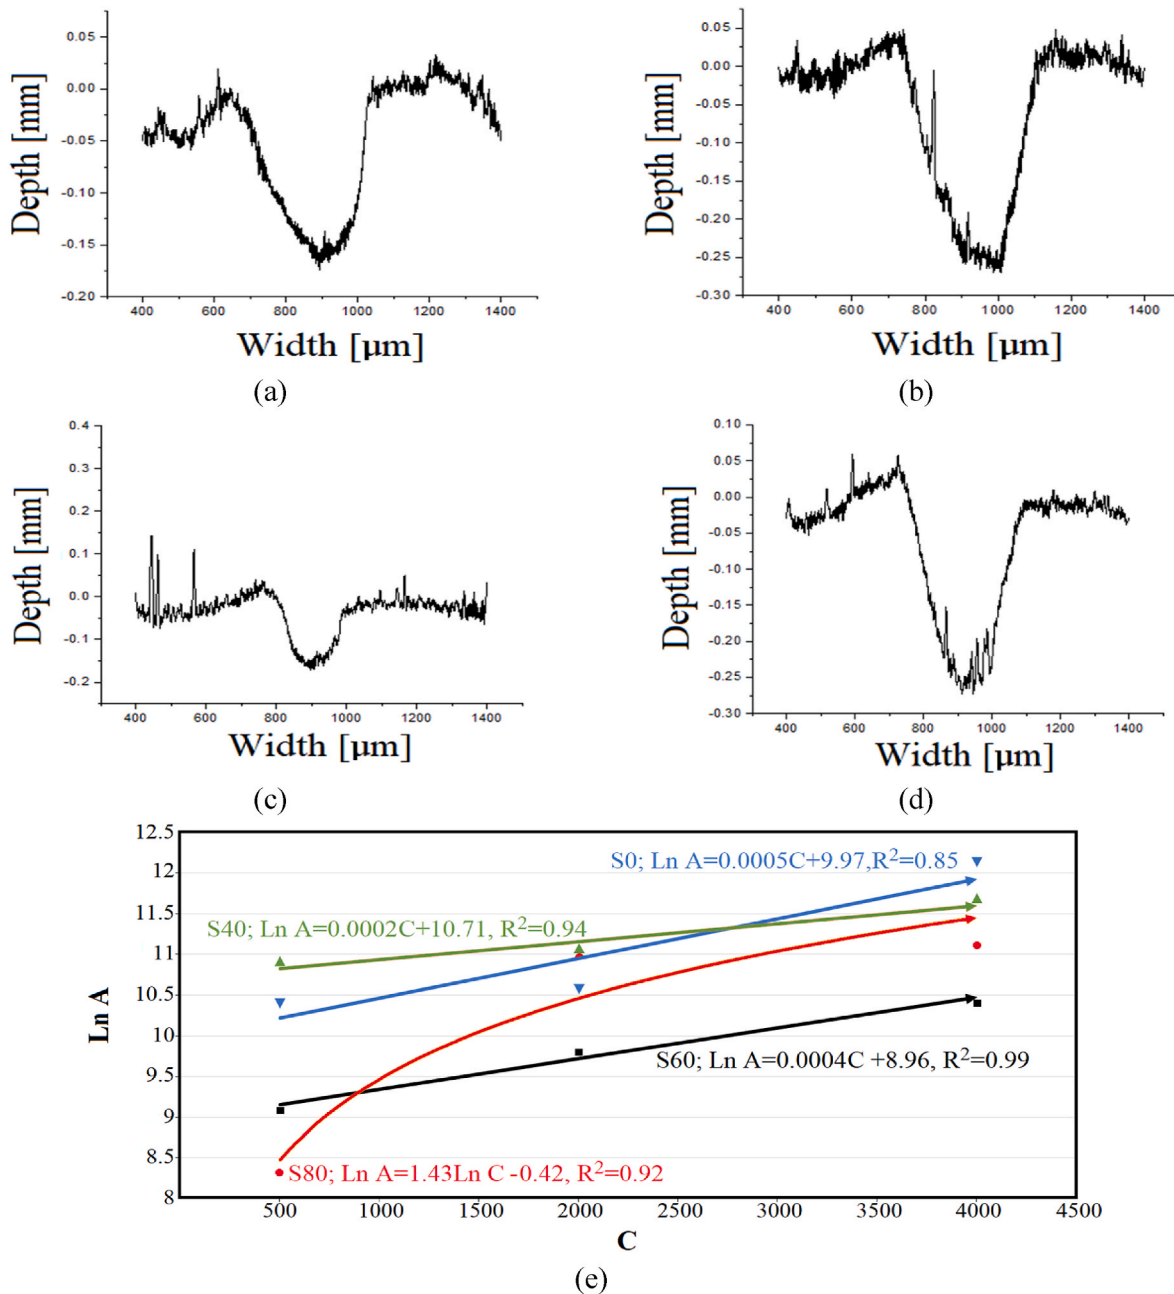 0.05
0.00
-0.05
-0.10
-0.15
-0.20
Depth [mm]
400 600 800 1000 1200 1400
Width [μm]
(a)
0.05
0.00
-0.05
-0.10
-0.15
-0.20
-0.25
-0.30
Depth [mm]
400 600 800 1000 1200 1400
Width [μm]
(b)
0.4
0.3
0.2
0.1
0.0
-0.1
-0.2
Depth [mm]
400 600 800 1000 1200 1400
Width [μm]
(c)
0.10
0.05
0.00
-0.05
-0.10
-0.15
-0.20
-0.25
-0.30
Depth [mm]
400 600 800 1000 1200 1400
Width [μm]
(d)
12.5
12
11.5
11
10.5
10
9.5
9
8.5
8
Ln A
S0; Ln A=0.0005C+9.97,R²=0.85
S40; Ln A=0.0002C+10.71, R²=0.94
S60; Ln A=0.0004C +8.96, R²=0.99
S80; Ln A=1.43Ln C -0.42, R²=0.92
500 1000 1500 2000 2500 3000 3500 4000 4500
C
(e)